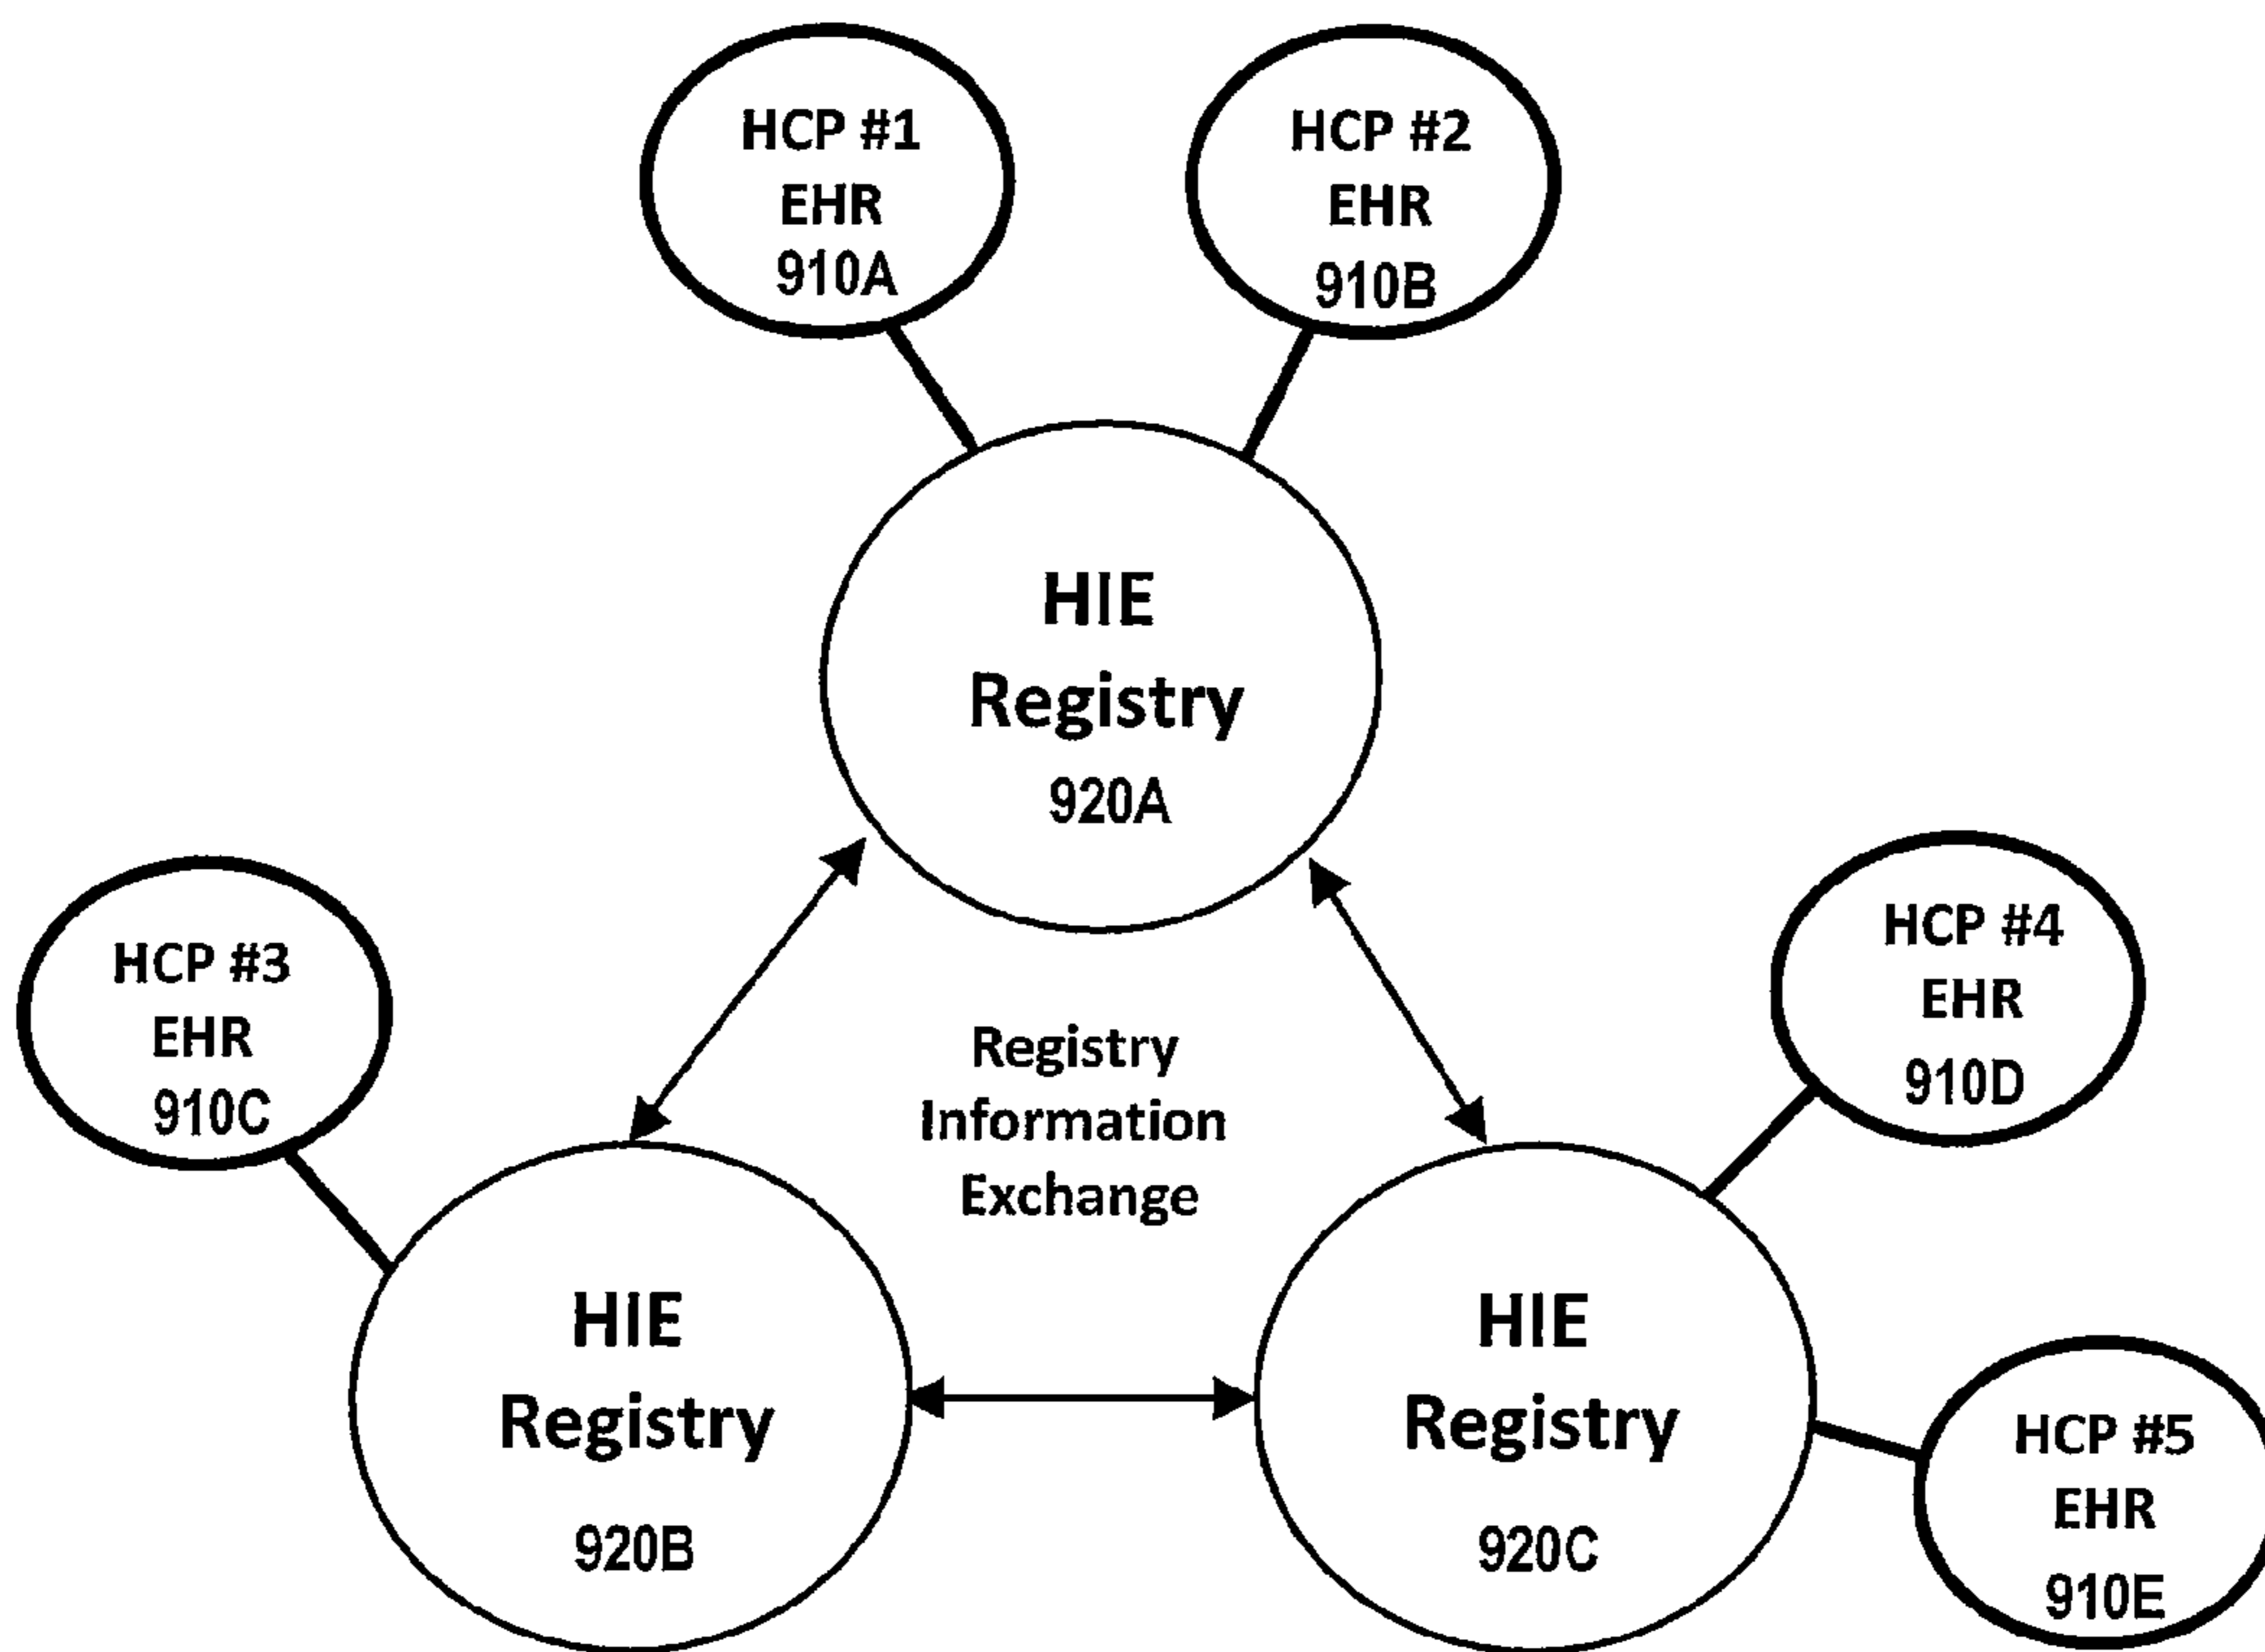 HCP #1
EHR
910A
HCP #2
EHR
910B
HIE
Registry
920A
HCP #3
EHR
910C
Registry
Information
Exchange
HCP #4
EHR
910D
HIE
Registry
920B
HIE
Registry
920C
HCP #5
EHR
910E